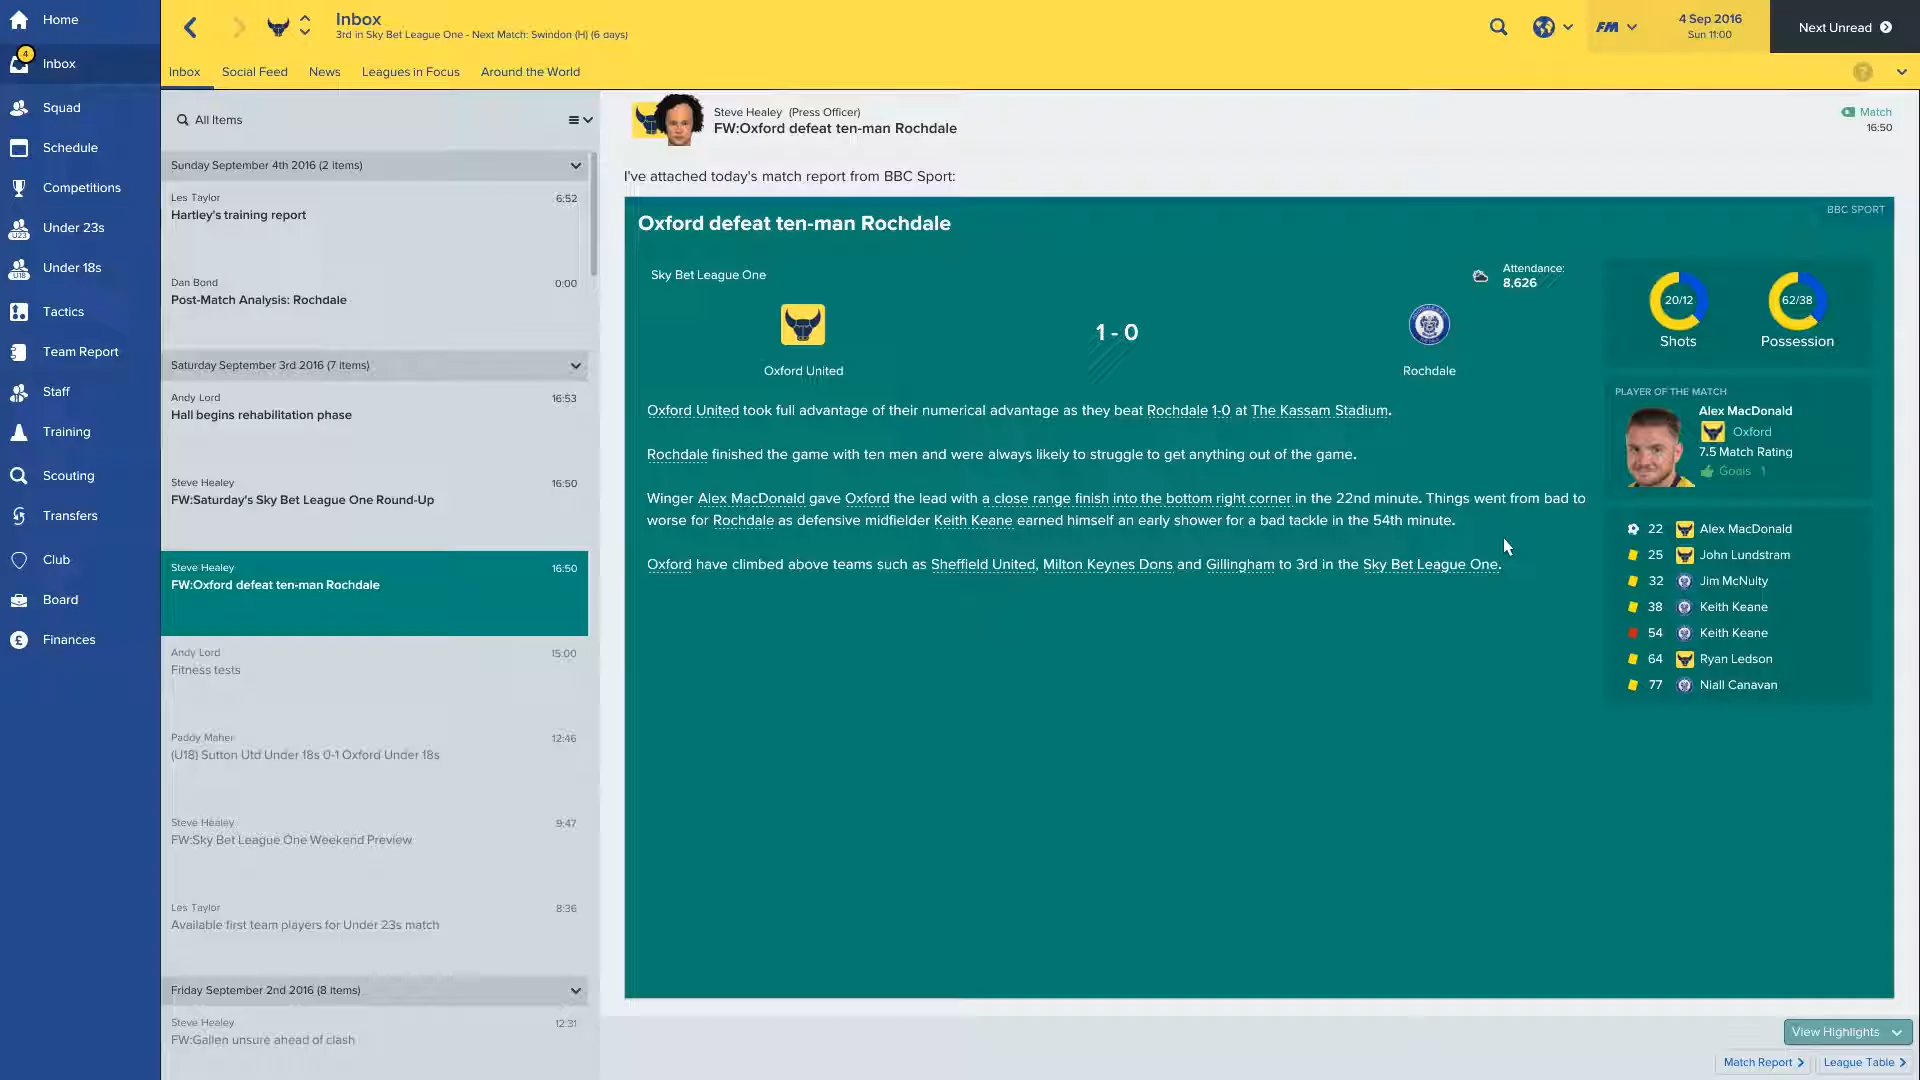 Home
4
Inbox
Squad
Schedule
Competitions
U23
Under 23s
U18
Under 18s
Tactics
Team Report
Staff
Training
Scouting
Transfers
Club
Board
Finances
Inbox
3rd in Sky Bet League One - Next Match: Swindon (H) (6 days)
FM
4 Sep 2016
Sun 11:00
Next Unread
Inbox
Social Feed
News
Leagues in Focus
Around the World
All Items
Sunday September 4th 2016 (2 items)
Les Taylor 6:52
Hartley's training report
Dan Bond 0:00
Post-Match Analysis: Rochdale
Saturday September 3rd 2016 (7 items)
Andy Lord 16:53
Hall begins rehabilitation phase
Steve Healey 16:50
FW:Saturday's Sky Bet League One Round-Up
Steve Healey 16:50
FW:Oxford defeat ten-man Rochdale
Andy Lord 15:00
Fitness tests
Paddy Maher 12:46
(U18) Sutton Utd Under 18s 0-1 Oxford Under 18s
Steve Healey 9:47
FW:Sky Bet League One Weekend Preview
Les Taylor 8:36
Available first team players for Under 23s match
Friday September 2nd 2016 (8 items)
Steve Healey 12:31
FW:Gallen unsure ahead of clash
Steve Healey (Press Officer)
FW:Oxford defeat ten-man Rochdale
Match
16:50
I've attached today's match report from BBC Sport:
BBC SPORT
Oxford defeat ten-man Rochdale
Sky Bet League One
Attendance:
8,626
1 - 0
Oxford United
Rochdale
Oxford United took full advantage of their numerical advantage as they beat Rochdale 1-0 at The Kassam Stadium.
Rochdale finished the game with ten men and were always likely to struggle to get anything out of the game.
Winger Alex MacDonald gave Oxford the lead with a close range finish into the bottom right corner in the 22nd minute. Things went from bad to
worse for Rochdale as defensive midfielder Keith Keane earned himself an early shower for a bad tackle in the 54th minute.
Oxford have climbed above teams such as Sheffield United, Milton Keynes Dons and Gillingham to 3rd in the Sky Bet League One.
20/12
Shots
62/38
Possession
PLAYER OF THE MATCH
Alex MacDonald
Oxford
7.5 Match Rating
Goals 1
22 Alex MacDonald
25 John Lundstram
32 Jim McNulty
38 Keith Keane
54 Keith Keane
64 Ryan Ledson
77 Niall Canavan
View Highlights
Match Report
League Table